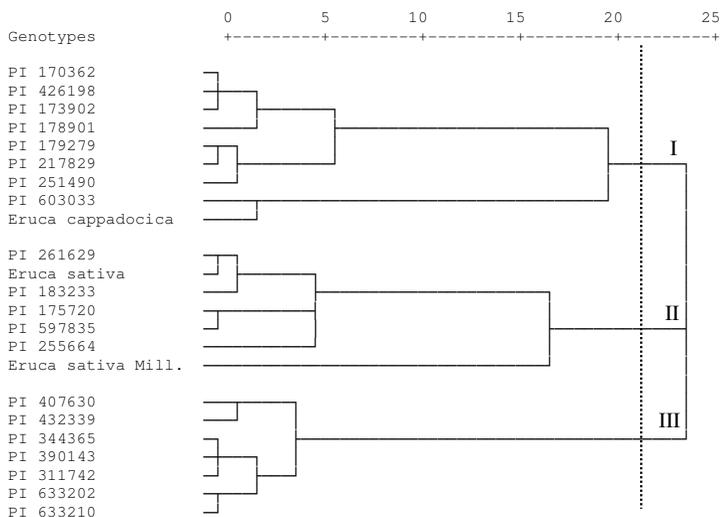 0 5 10 15 20 25
Genotypes
PI 170362
PI 426198
PI 173902
PI 178901
PI 179279
I
PI 217829
PI 251490
PI 603033
Eruca cappadocica
PI 261629
Eruca sativa
PI 183233
PI 175720
II
PI 597835
PI 255664
Eruca sativa Mill.
PI 407630
PI 432339
III
PI 344365
PI 390143
PI 311742
PI 633202
PI 633210